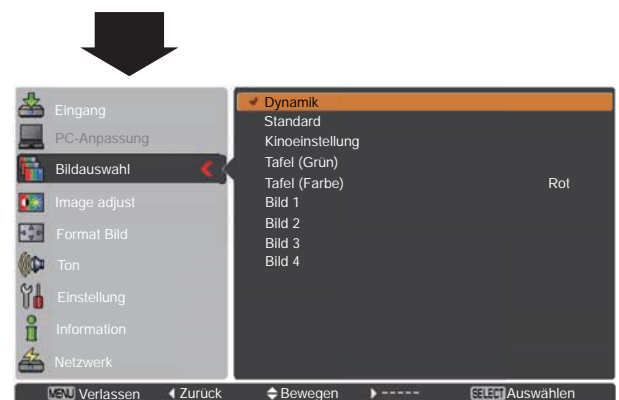 Eingang
PC-Anpassung
Bildauswahl
Image adjust
Format Bild
Ton
Einstellung
Information
Netzwerk
Dynamik
Standard
Kinoeinstellung
Tafel (Grün)
Tafel (Farbe) Rot
Bild 1
Bild 2
Bild 3
Bild 4
MENU Verlassen Zurück Bewegen ----- SELECT Auswählen